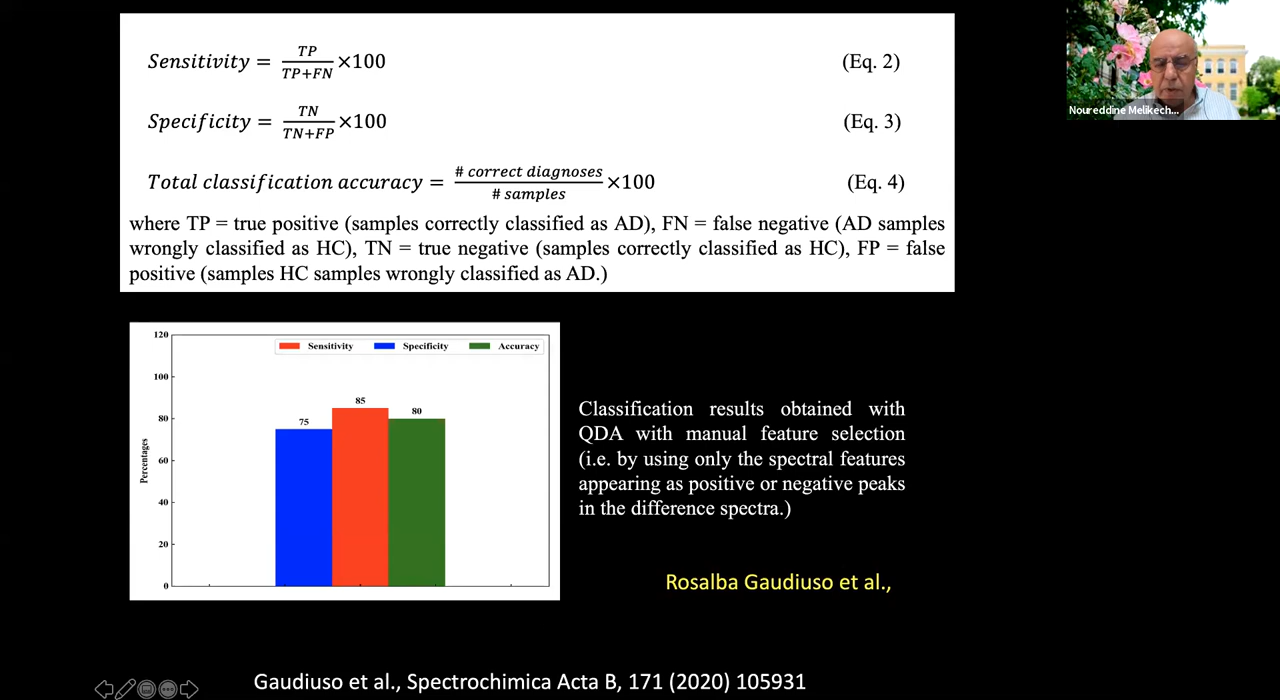 Sensitivity = TP/TP+FN ×100 (Eq. 2)
Specificity = TN/TN+FP ×100 (Eq. 3)
Total classification accuracy = # correct diagnoses/# samples ×100 (Eq. 4)
where TP = true positive (samples correctly classified as AD), FN = false negative (AD samples
wrongly classified as HC), TN = true negative (samples correctly classified as HC), FP = false
positive (samples HC samples wrongly classified as AD.)
Noureddine Melikech...
120
100
80
60
40
20
0
Percentages
Sensitivity Specificity Accuracy
75
85
80
Classification results obtained with
QDA with manual feature selection
(i.e. by using only the spectral features
appearing as positive or negative peaks
in the difference spectra.)
Rosalba Gaudiuso et al.,
Gaudiuso et al., Spectrochimica Acta B, 171 (2020) 105931